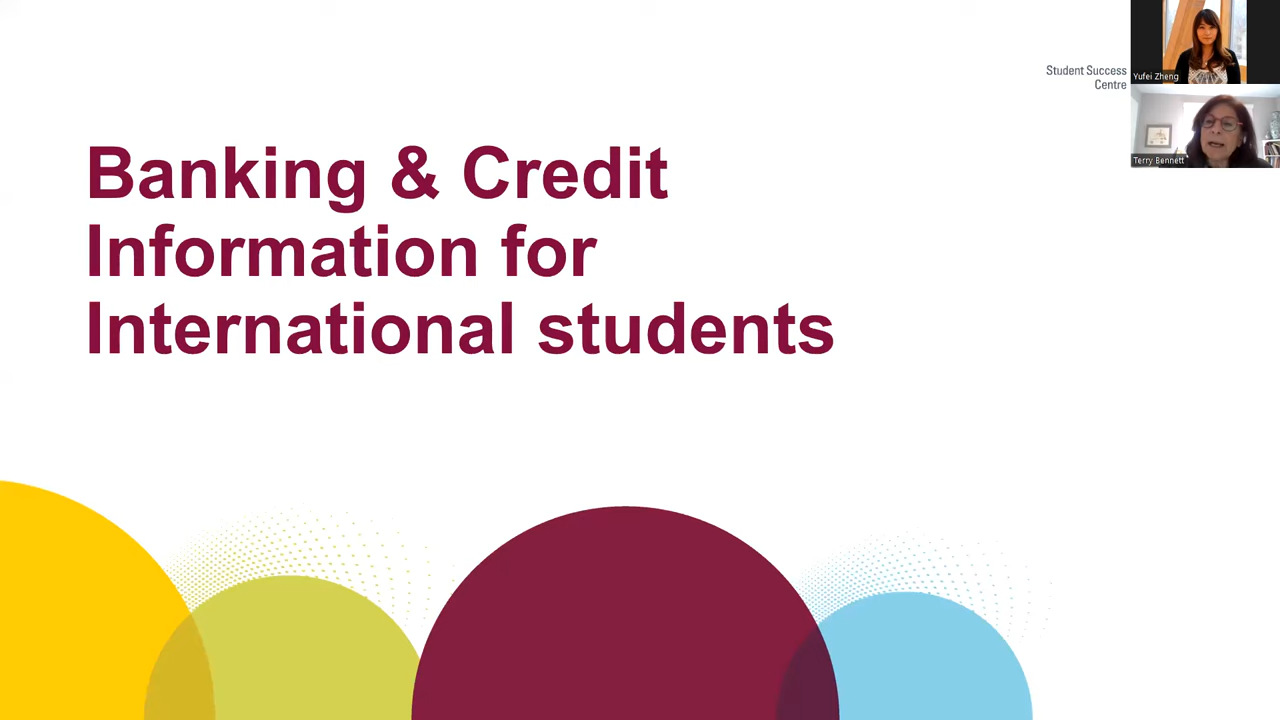 Student Success
Centre
Yufei Zheng
Terry Bennett
Banking & Credit
Information for
International students